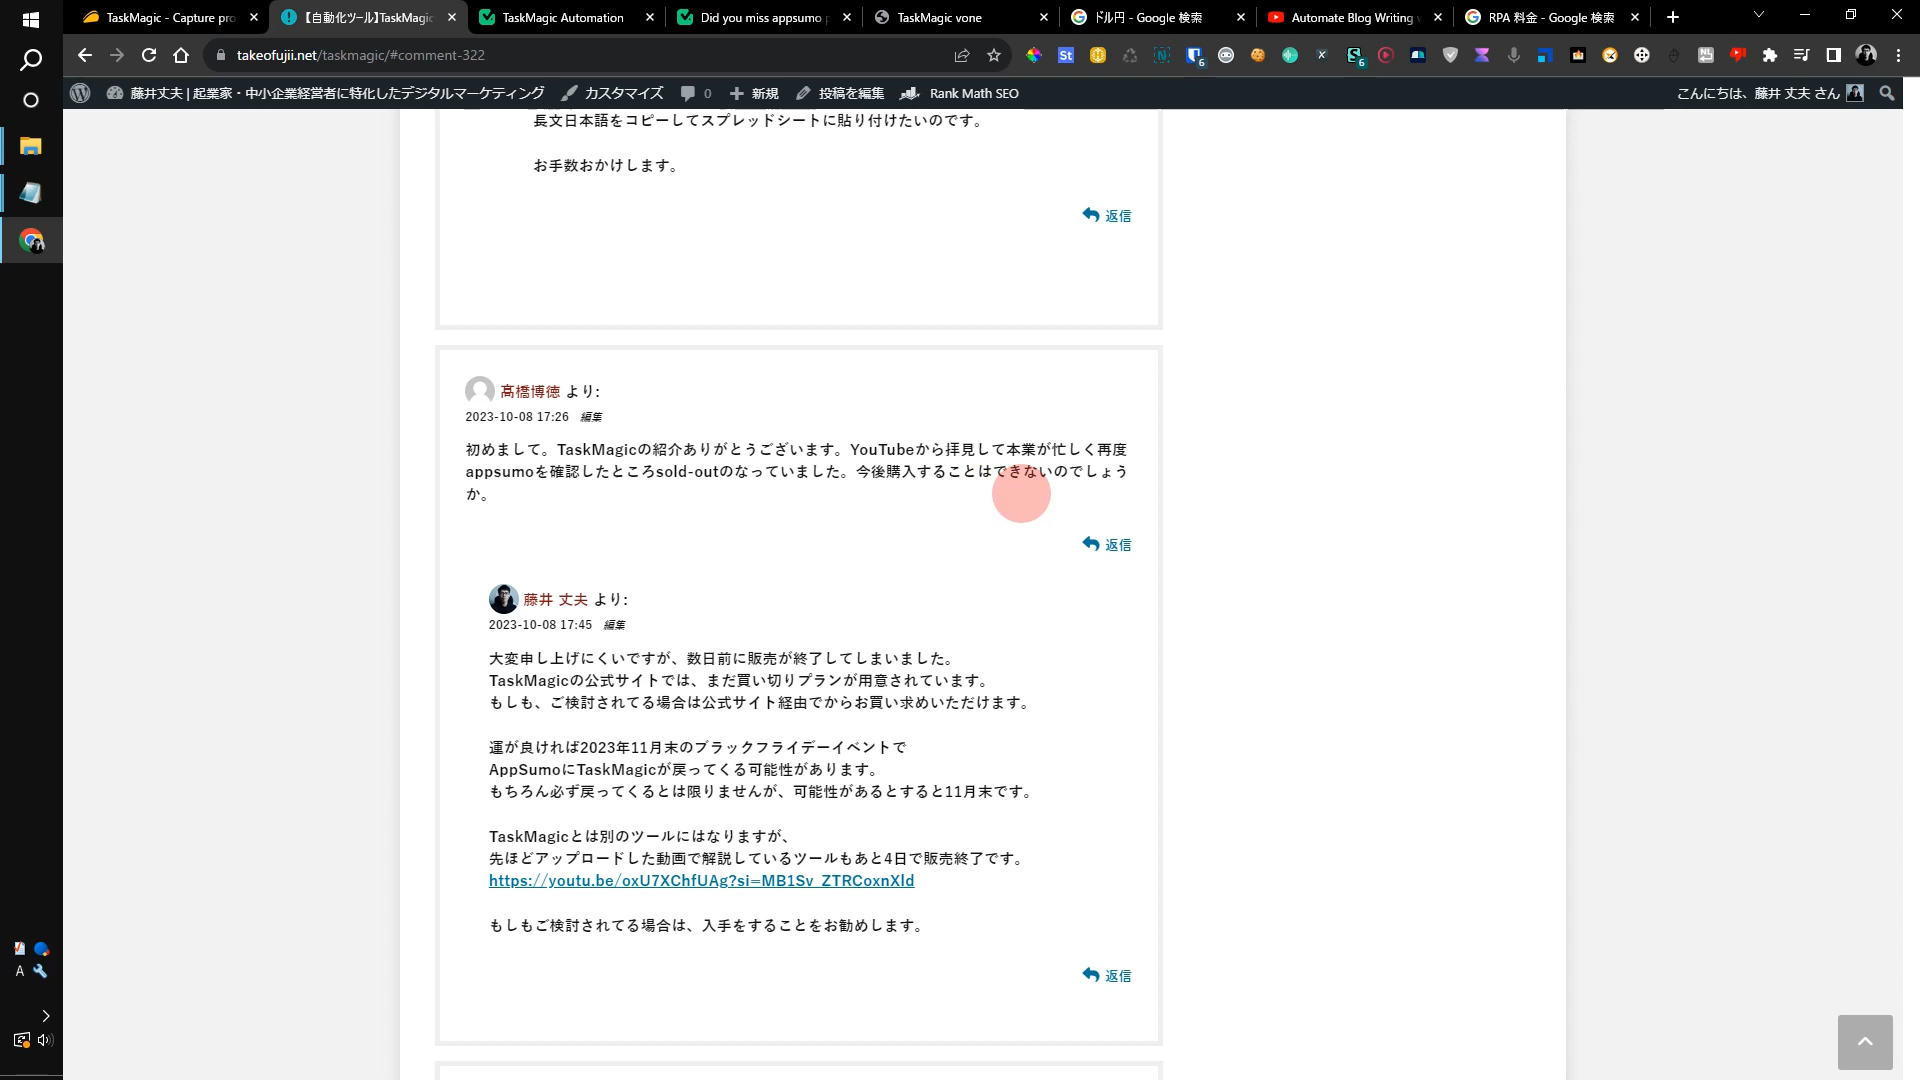 TaskMagic - Capture pro
【自動化ツール】TaskMagic
TaskMagic Automation
Did you miss appsumo p
TaskMagic vone
ドル円 - Google 検索
Automate Blog Writing w
RPA 料金 - Google 検索
takeofujii.net/taskmagic/#comment-322
藤井丈夫 | 起業家・中小企業経営者に特化したデジタルマーケティング
カスタマイズ
0
新規
投稿を編集
Rank Math SEO
こんにちは、藤井 丈夫 さん
長文日本語をコピーしてスプレッドシートに貼り付けたいのです。
お手数おかけします。
返信
髙橋博徳 より:
2023-10-08 17:26 編集
初めまして。TaskMagicの紹介ありがとうございます。YouTubeから拝見して本業が忙しく再度
appsumoを確認したところsold-outのなっていました。今後購入することはできないのでしょう
か。
返信
藤井 丈夫 より:
2023-10-08 17:45 編集
大変申し上げにくいですが、数日前に販売が終了してしまいました。
TaskMagicの公式サイトでは、まだ買い切りプランが用意されています。
もしも、ご検討されてる場合は公式サイト経由でからお買い求めいただけます。
運が良ければ2023年11月末のブラックフライデーイベントで
AppSumoにTaskMagicが戻ってくる可能性があります。
もちろん必ず戻ってくるとは限りませんが、可能性があるとすると11月末です。
TaskMagicとは別のツールにはなりますが、
先ほどアップロードした動画で解説しているツールもあと4日で販売終了です。
https://youtu.be/oxU7XChfUAg?si=MB1Sv_ZTRCoxnXld
もしもご検討されてる場合は、入手をすることをお勧めします。
返信
A